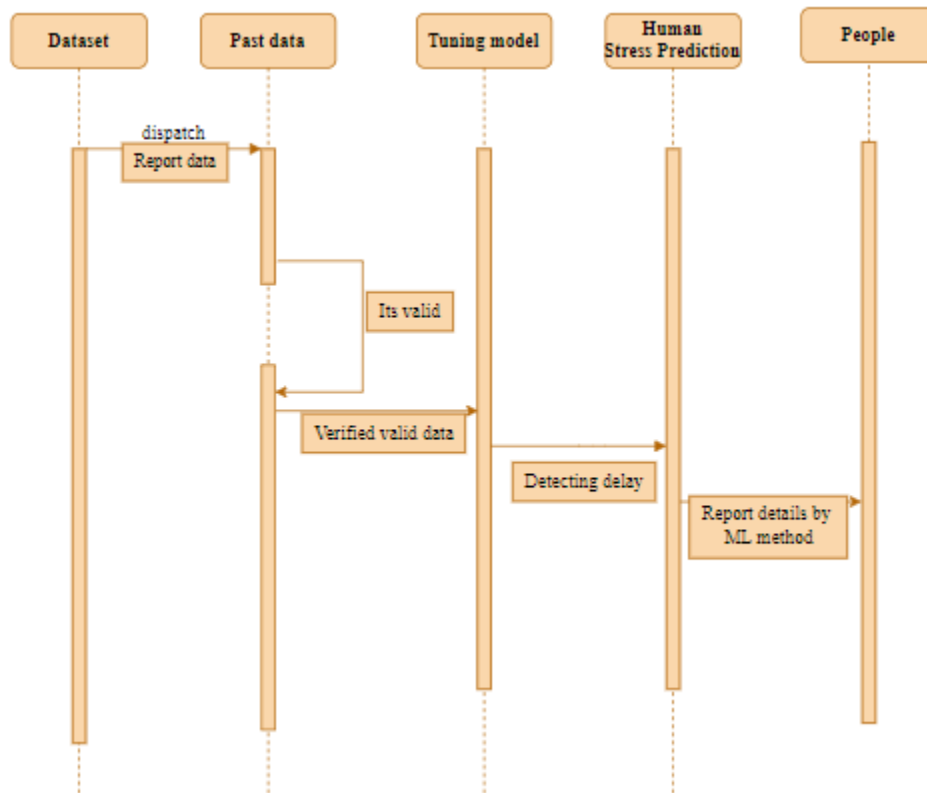 Dataset
Past data
Tuning model
Human
Stress Prediction
People
dispatch
Report data
Its valid
Verified valid data
Detecting delay
Report details by
ML method